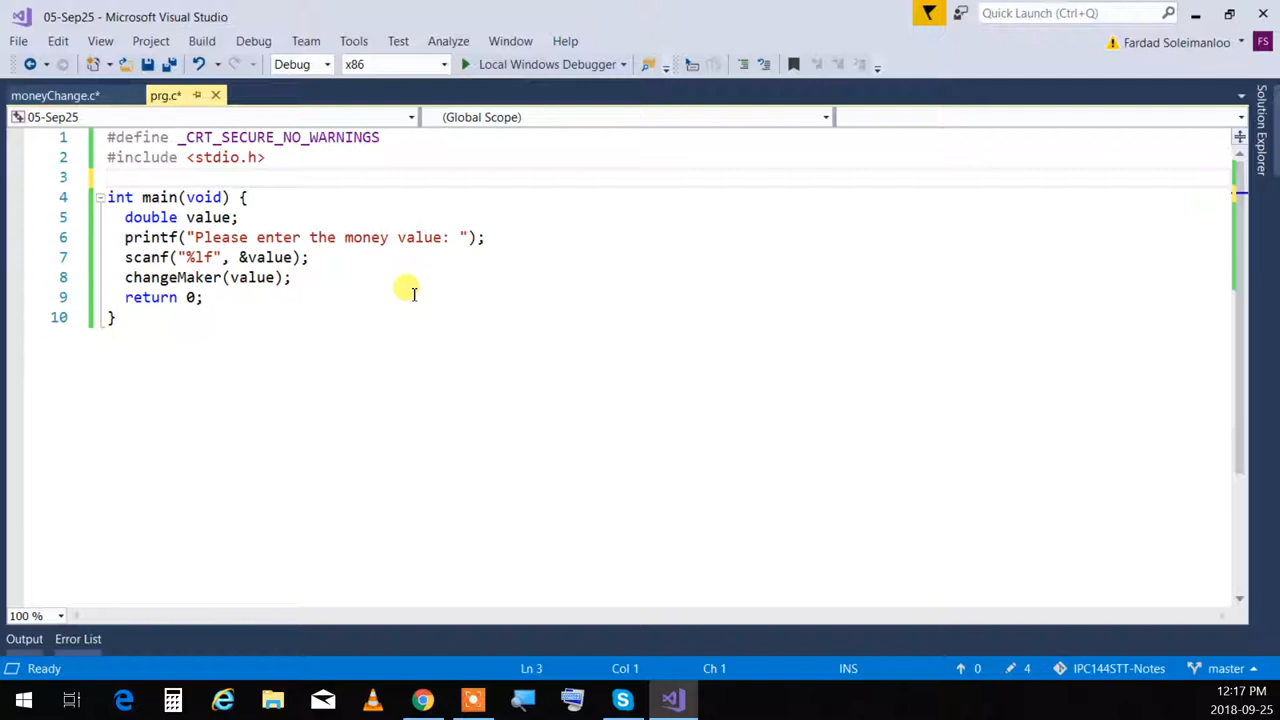 05-Sep25 - Microsoft Visual Studio
Quick Launch (Ctrl+Q)
File Edit View Project Build Debug Team Tools Test Analyze Window Help
Fardad Soleimanloo FS
Debug x86 Local Windows Debugger
moneyChange.c* prg.c*
05-Sep25 (Global Scope)
Solution Explorer
1 #define _CRT_SECURE_NO_WARNINGS
2 #include <stdio.h>
3
4 int main(void) {
5 double value;
6 printf("Please enter the money value: ");
7 scanf("%lf", &value);
8 changeMaker(value);
9 return 0;
10 }
100 %
Output Error List
Ready Ln 3 Col 1 Ch 1 INS 0 4 IPC144STT-Notes master
12:17 PM
2018-09-25